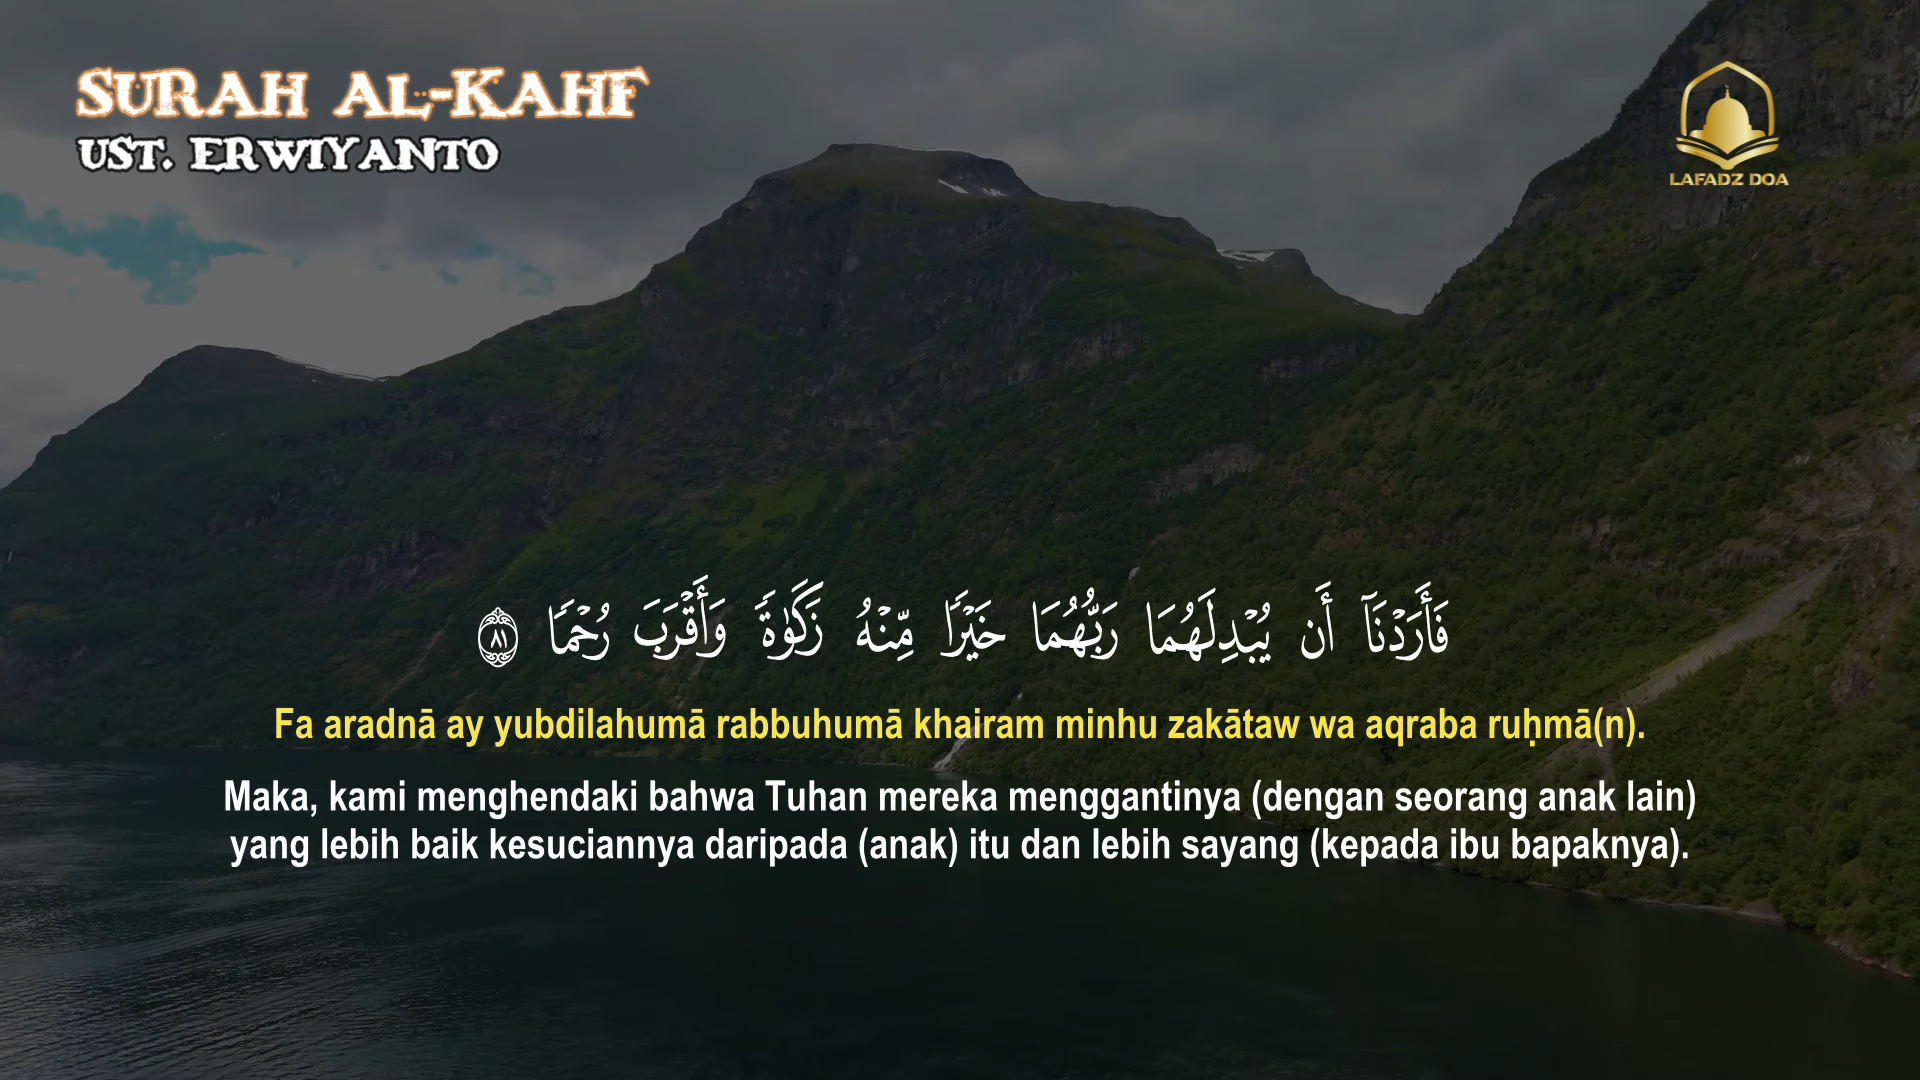 SURAH AL-KAHF
UST. ERWIYANTO
LAFADZ DOA
فَأَرَدْنَآ أَن يُبْدِلَهُمَا رَبُّهُمَا خَيْرًا مِّنْهُ زَكَوٰةً وَأَقْرَبَ رُحْمًا ٨١
Fa aradnā ay yubdilahumā rabbuhumā khairam minhu zakātaw wa aqraba ruḥmā(n).
Maka, kami menghendaki bahwa Tuhan mereka menggantinya (dengan seorang anak lain)
yang lebih baik kesuciannya daripada (anak) itu dan lebih sayang (kepada ibu bapaknya).